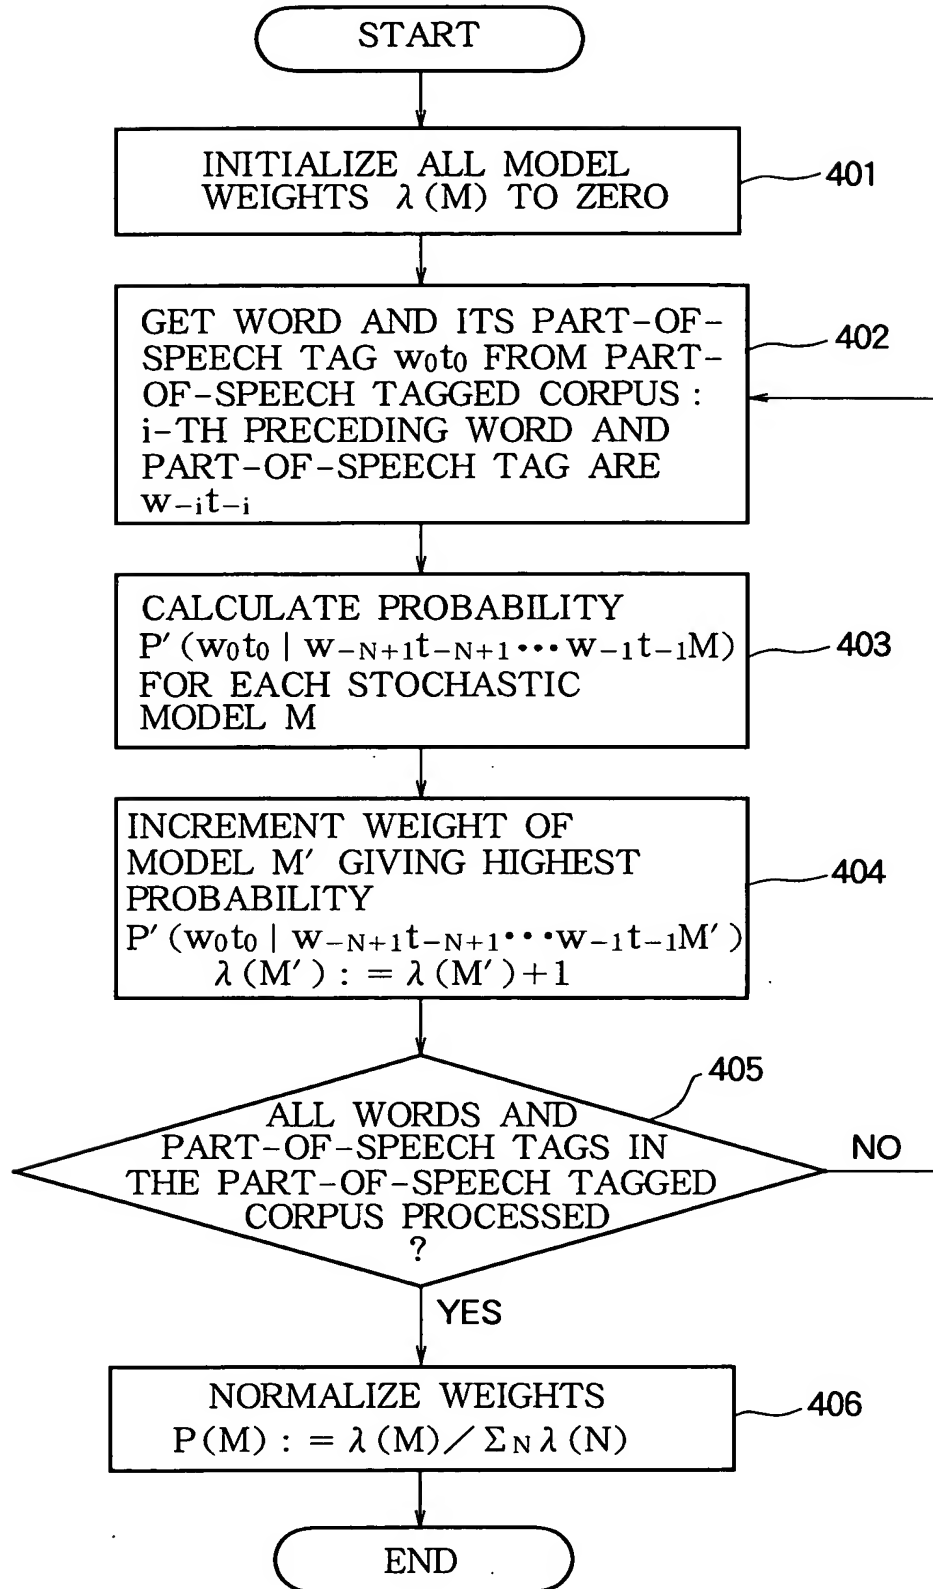 START
INITIALIZE ALL MODEL
WEIGHTS λ(M) TO ZERO
401
GET WORD AND ITS PART-OF-
SPEECH TAG w₀t₀ FROM PART-
OF-SPEECH TAGGED CORPUS :
i-TH PRECEDING WORD AND
PART-OF-SPEECH TAG ARE
w₋ᵢt₋ᵢ
402
CALCULATE PROBABILITY
P′(w₀t₀ | w₋N₊₁t₋N₊₁•••w₋₁t₋₁M)
FOR EACH STOCHASTIC
MODEL M
403
INCREMENT WEIGHT OF
MODEL M′ GIVING HIGHEST
PROBABILITY
P′(w₀t₀ | w₋N₊₁t₋N₊₁•••w₋₁t₋₁M′)
λ(M′) : = λ(M′)+1
404
405
ALL WORDS AND
PART-OF-SPEECH TAGS IN
THE PART-OF-SPEECH TAGGED
CORPUS PROCESSED
?
NO
YES
NORMALIZE WEIGHTS
P(M) : = λ(M)/ΣN λ(N)
406
END